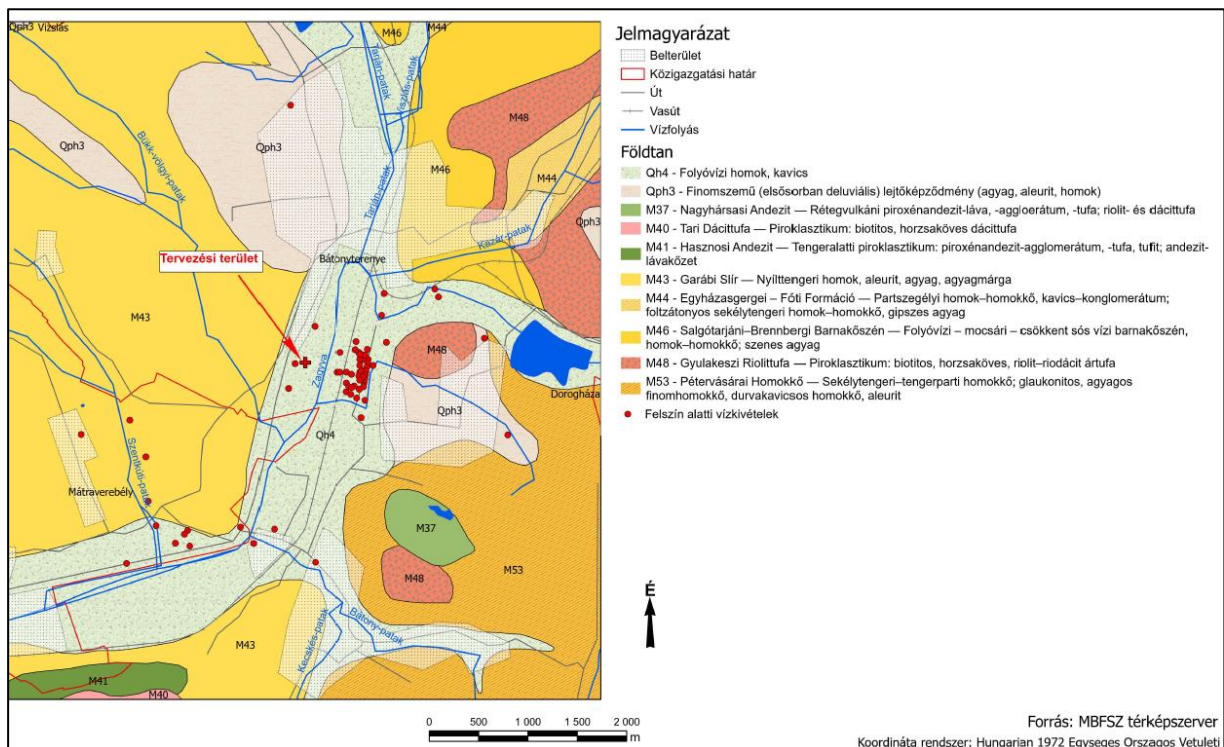 Qph3
Vizslás
M46
M44
Tarján-patak
Vizslás-patak
M48
Qph3
Qph3
Bükk-völgyi-patak
M46
M44
Tarján-patak
Qph3
Kazár-patak
Tervezési terület
Bátonyterenye
M43
M48
Zagyva
Dorogháza
Qph3
Qh4
Szentkúti-patak
Mátraverebély
M37
M53
M48
Bátony-patak
Kecskés-patak
M43
M41
M40
Jelmagyarázat
Belterület
Közigazgatási határ
Út
Vasút
Vízfolyás
Földtan
Qh4 - Folyóvízi homok, kavics
Qph3 - Finomszemű (elsősorban deluviális) lejtőképződmény (agyag, aleurit, homok)
M37 - Nagyhársasi Andezit — Rétegvulkáni piroxénandezit-láva, -aggloerátum, -tufa; riolit- és dácittufa
M40 - Tari Dácittufa — Piroklasztikum: biotitos, horzsaköves dácittufa
M41 - Hasznosi Andezit — Tengeralatti piroklasztikum: piroxénandezit-agglomerátum, -tufa, tufit; andezit-
lávakőzet
M43 - Garábi Slír — Nyílttengeri homok, aleurit, agyag, agyagmárga
M44 - Egyházasgergei – Fóti Formáció — Partszegélyi homok–homokkő, kavics–konglomerátum;
foltzátonyos sekélytengeri homok–homokkő, gipszes agyag
M46 - Salgótarjáni–Brennbergi Barnakőszén — Folyóvízi – mocsári – csökkent sós vízi barnakőszén,
homok–homokkő; szenes agyag
M48 - Gyulakeszi Riolittufa — Piroklasztikum: biotitos, horzsaköves, riolit–riodácit ártufa
M53 - Pétervásárai Homokkő — Sekélytengeri–tengerparti homokkő; glaukonitos, agyagos
finomhomokkő, durvakavicsos homokkő, aleurit
Felszín alatti vízkivételek
É
0 500 1 000 1 500 2 000
m
Forrás: MBFSZ térképszerver
Koordináta rendszer: Hungarian 1972 Egyseges Orszagos Vetuleti